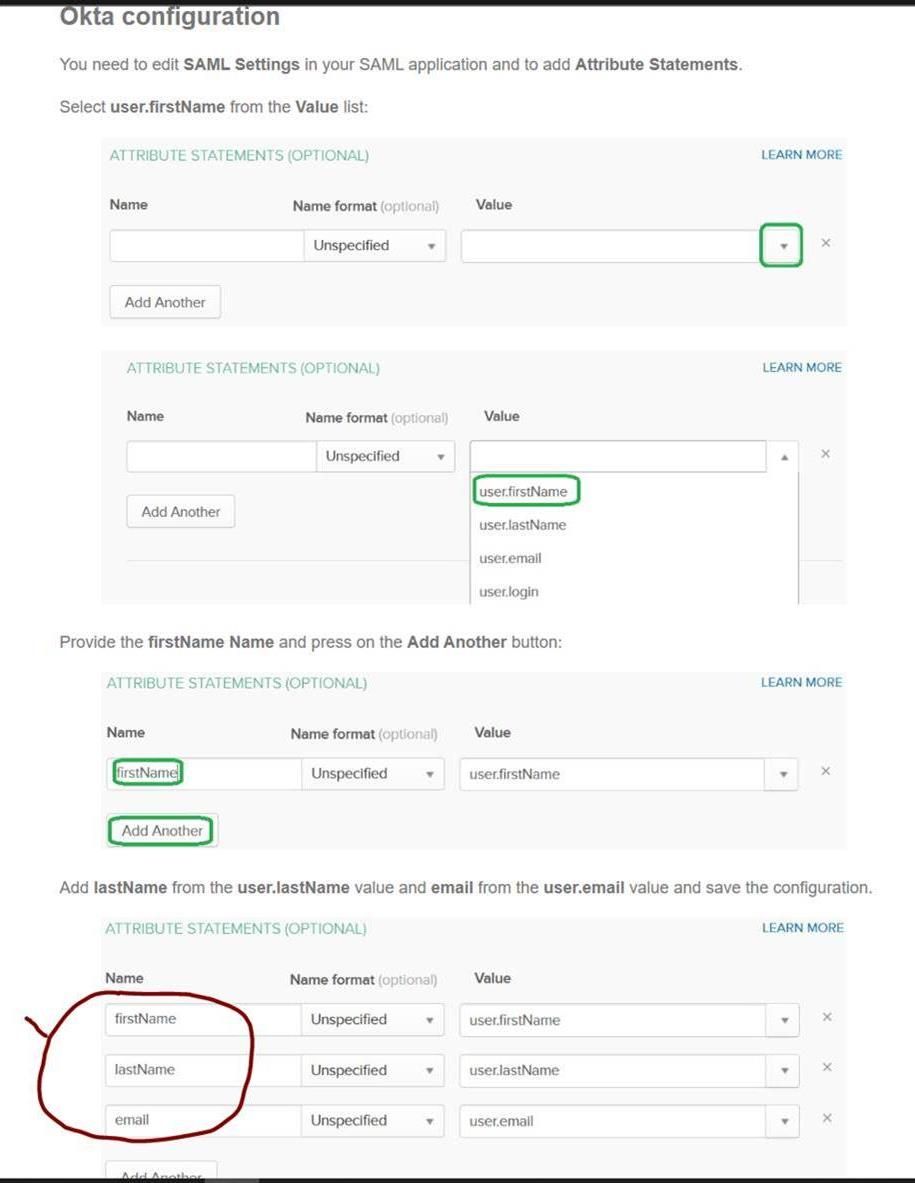 Okta configuration
You need to edit SAML Settings in your SAML application and to add Attribute Statements.
Select user.firstName from the Value list:
ATTRIBUTE STATEMENTS (OPTIONAL) LEARN MORE
Name Name format (optional) Value
Unspecified
Add Another
ATTRIBUTE STATEMENTS (OPTIONAL) LEARN MORE
Name Name format (optional) Value
Unspecified
user.firstName
Add Another
user.lastName
user.email
user.login
Provide the firstName Name and press on the Add Another button:
ATTRIBUTE STATEMENTS (OPTIONAL) LEARN MORE
Name Name format (optional) Value
firstName Unspecified user.firstName
Add Another
Add lastName from the user.lastName value and email from the user.email value and save the configuration.
ATTRIBUTE STATEMENTS (OPTIONAL) LEARN MORE
Name Name format (optional) Value
firstName Unspecified user.firstName
lastName Unspecified user.lastName
email Unspecified user.email
Add Another